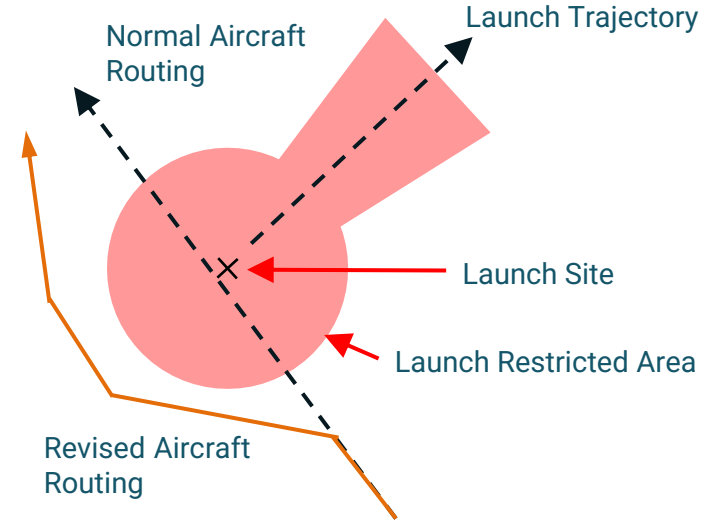 Launch Trajectory
Normal Aircraft
Routing
Launch Site
Launch Restricted Area
Revised Aircraft
Routing